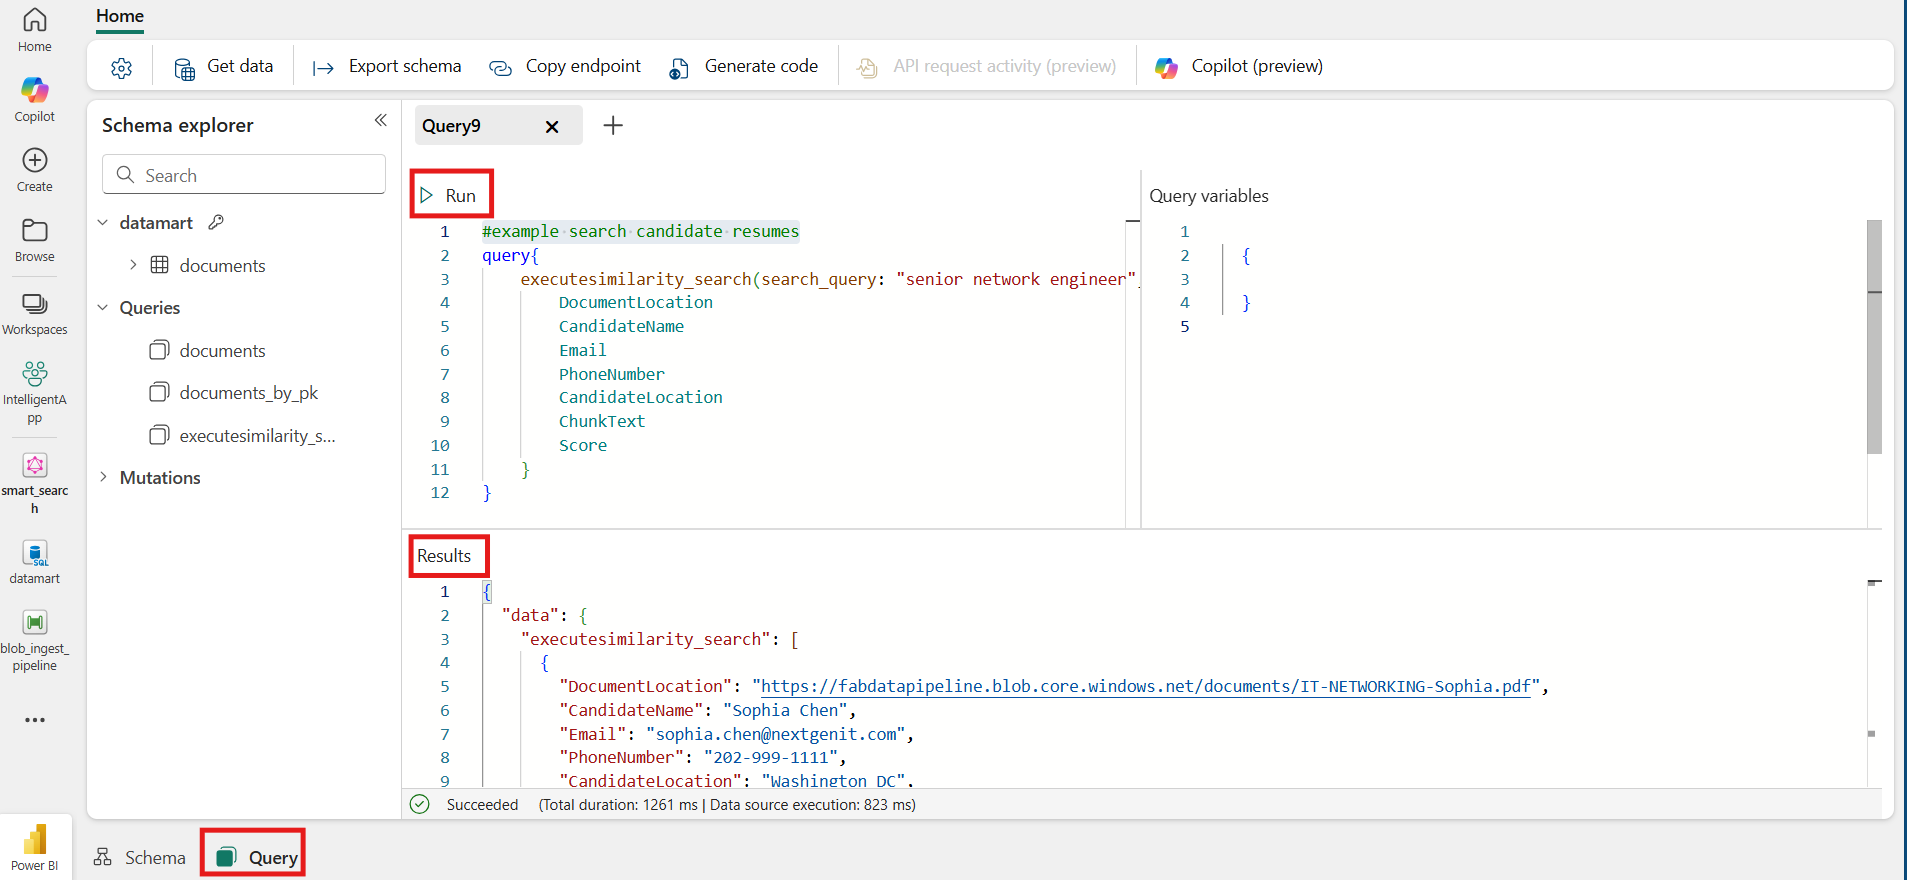 Home
Copilot
Create
Browse
Workspaces
IntelligentA
pp
smart_searc
h
SQL
datamart
blob_ingest_
pipeline
Power BI
Home
Get data
Export schema
Copy endpoint
Generate code
API request activity (preview)
Copilot (preview)
Schema explorer
Search
datamart
documents
Queries
documents
documents_by_pk
executesimilarity_s...
Mutations
Query9
Run
1 #example search candidate resumes
2 query{
3 executesimilarity_search(search_query: "senior network engineer"
4 DocumentLocation
5 CandidateName
6 Email
7 PhoneNumber
8 CandidateLocation
9 ChunkText
10 Score
11 }
12 }
Query variables
1
2 {
3
4 }
5
Results
1 {
2 "data": {
3 "executesimilarity_search": [
4 {
5 "DocumentLocation": "https://fabdatapipeline.blob.core.windows.net/documents/IT-NETWORKING-Sophia.pdf",
6 "CandidateName": "Sophia Chen",
7 "Email": "sophia.chen@nextgenit.com",
8 "PhoneNumber": "202-999-1111",
9 "CandidateLocation": "Washington DC",
Succeeded (Total duration: 1261 ms | Data source execution: 823 ms)
Schema
Query